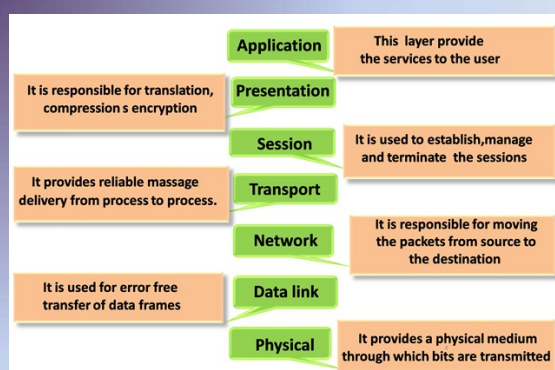 Application
This layer provide
the services to the user
It is responsible for translation,
compression s encryption
Presentation
Session
It is used to establish,manage
and terminate the sessions
It provides reliable massage
delivery from process to process.
Transport
Network
It is responsible for moving
the packets from source to
the destination
It is used for error free
transfer of data frames
Data link
Physical
It provides a physical medium
through which bits are transmitted